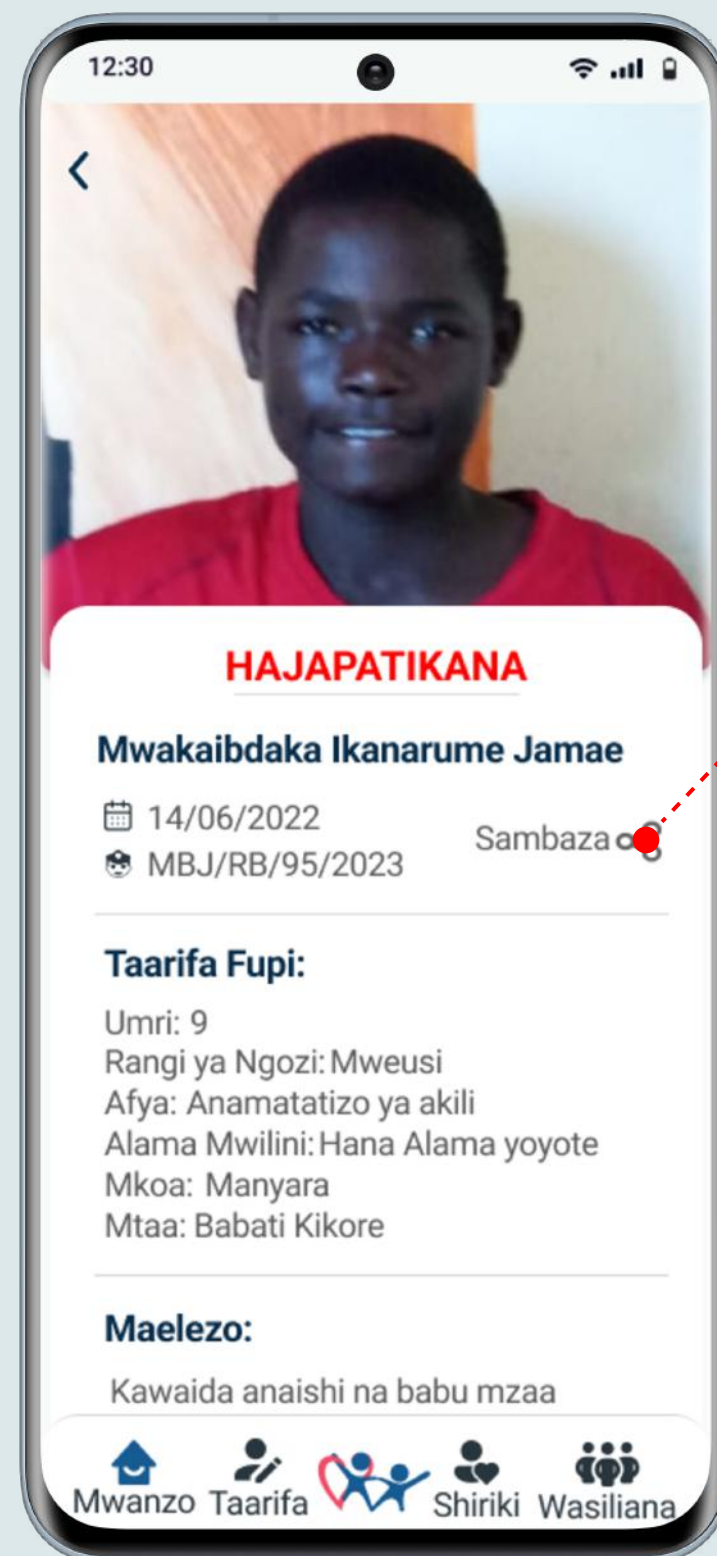 12:30
HAJAPATIKANA
Mwakaibdaka Ikanarume Jamae
14/06/2022
MBJ/RB/95/2023
Sambaza
Taarifa Fupi:
Umri: 9
Rangi ya Ngozi: Mweusi
Afya: Anamatatizo ya akili
Alama Mwilini: Hana Alama yoyote
Mkoa: Manyara
Mtaa: Babati Kikore
Maelezo:
Kawaida anaishi na babu mzaa
Mwanzo Taarifa Shiriki Wasiliana